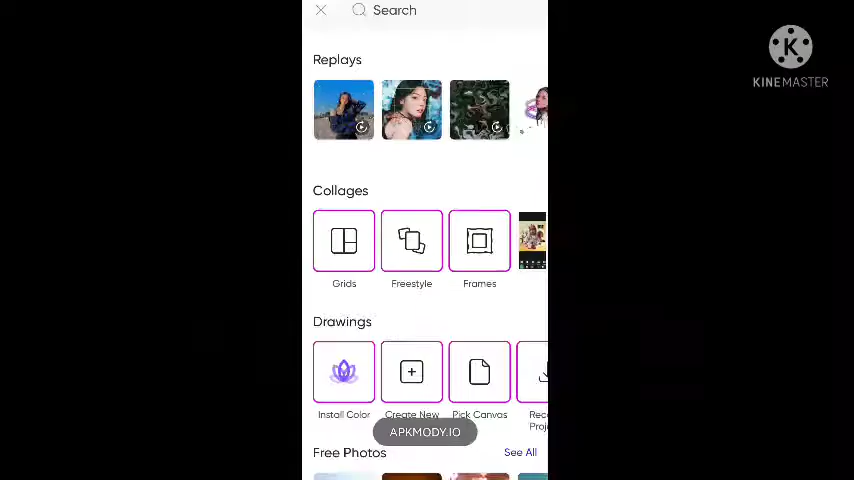 Search
KINEMASTER
Replays
Collages
Grids Freestyle Frames
Drawings
Install Color Create New Pick Canvas
APKMODY.IO
Free Photos See All